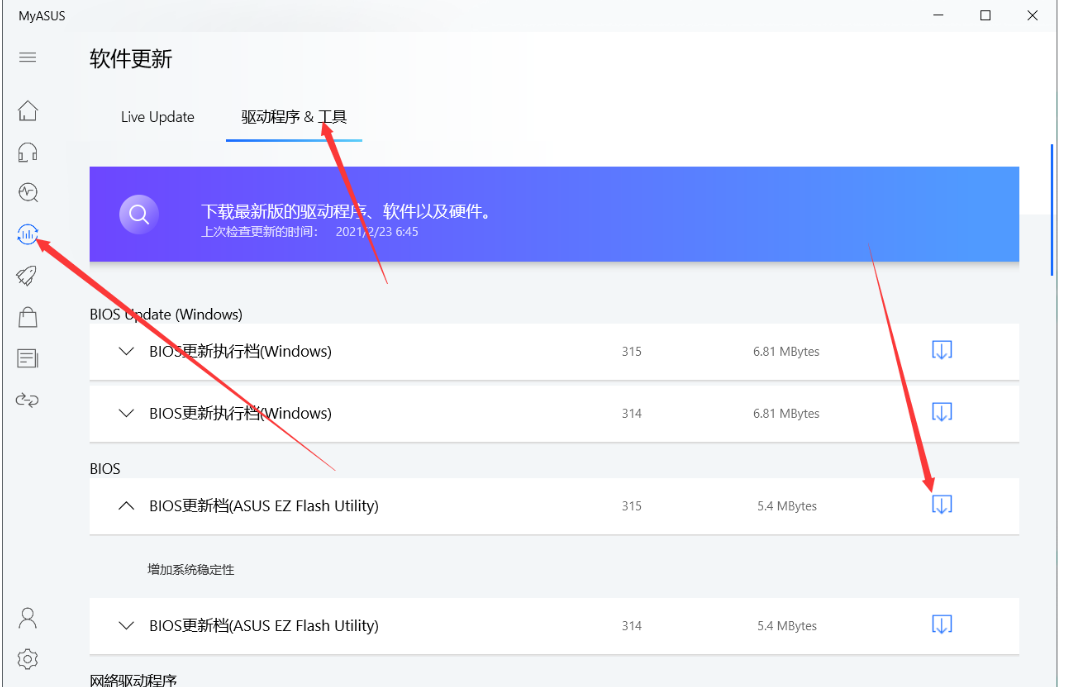 MyASUS
软件更新
Live Update
驱动程序 & 工具
下载最新版的驱动程序、软件以及硬件。
上次检查更新的时间： 2021/2/23 6:45
BIOS Update (Windows)
BIOS更新执行档(Windows) 315 6.81 MBytes
BIOS更新执行档(Windows) 314 6.81 MBytes
BIOS
BIOS更新档(ASUS EZ Flash Utility) 315 5.4 MBytes
增加系统稳定性
BIOS更新档(ASUS EZ Flash Utility) 314 5.4 MBytes
网络驱动程序